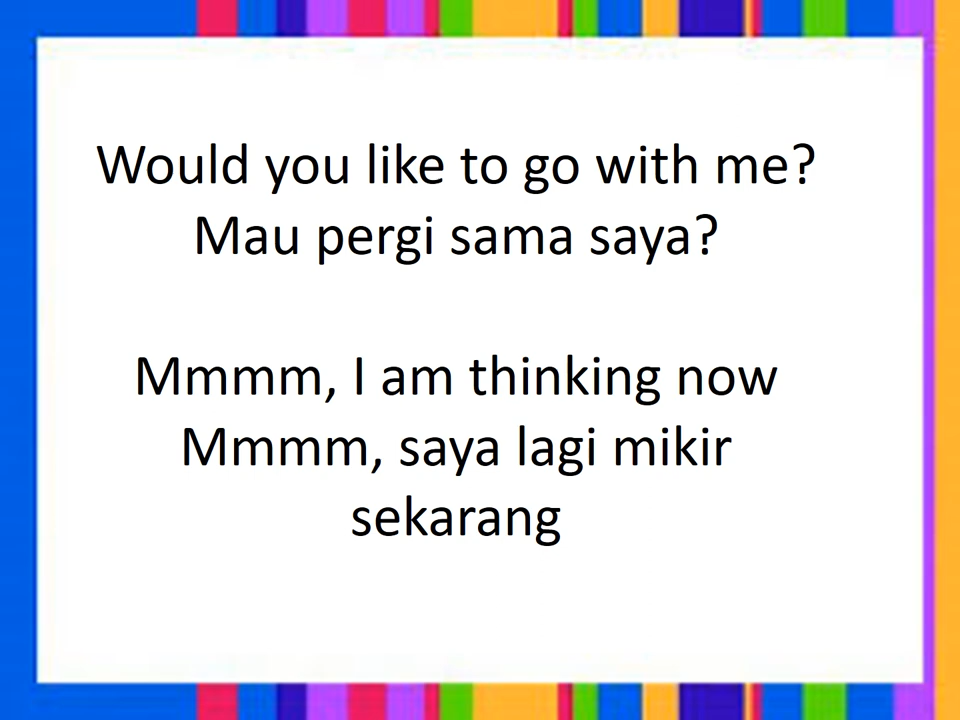 Would you like to go with me?
Mau pergi sama saya?
Mmmm, I am thinking now
Mmmm, saya lagi mikir
sekarang